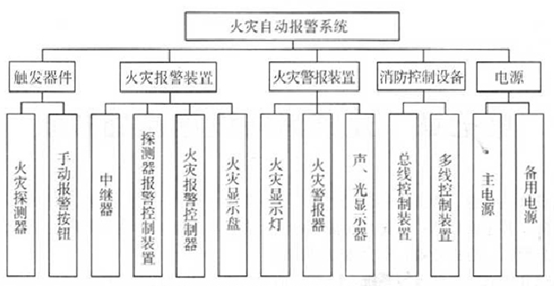 火灾自动报警系统
触发器件
火灾报警装置
火灾警报装置
消防控制设备
电源
火灾探测器
手动报警按钮
中继器
探测器报警控制装置
火灾报警控制器
火灾显示盘
火灾显示灯
火灾警报器
声、光显示器
总线控制装置
多线控制装置
主电源
备用电源